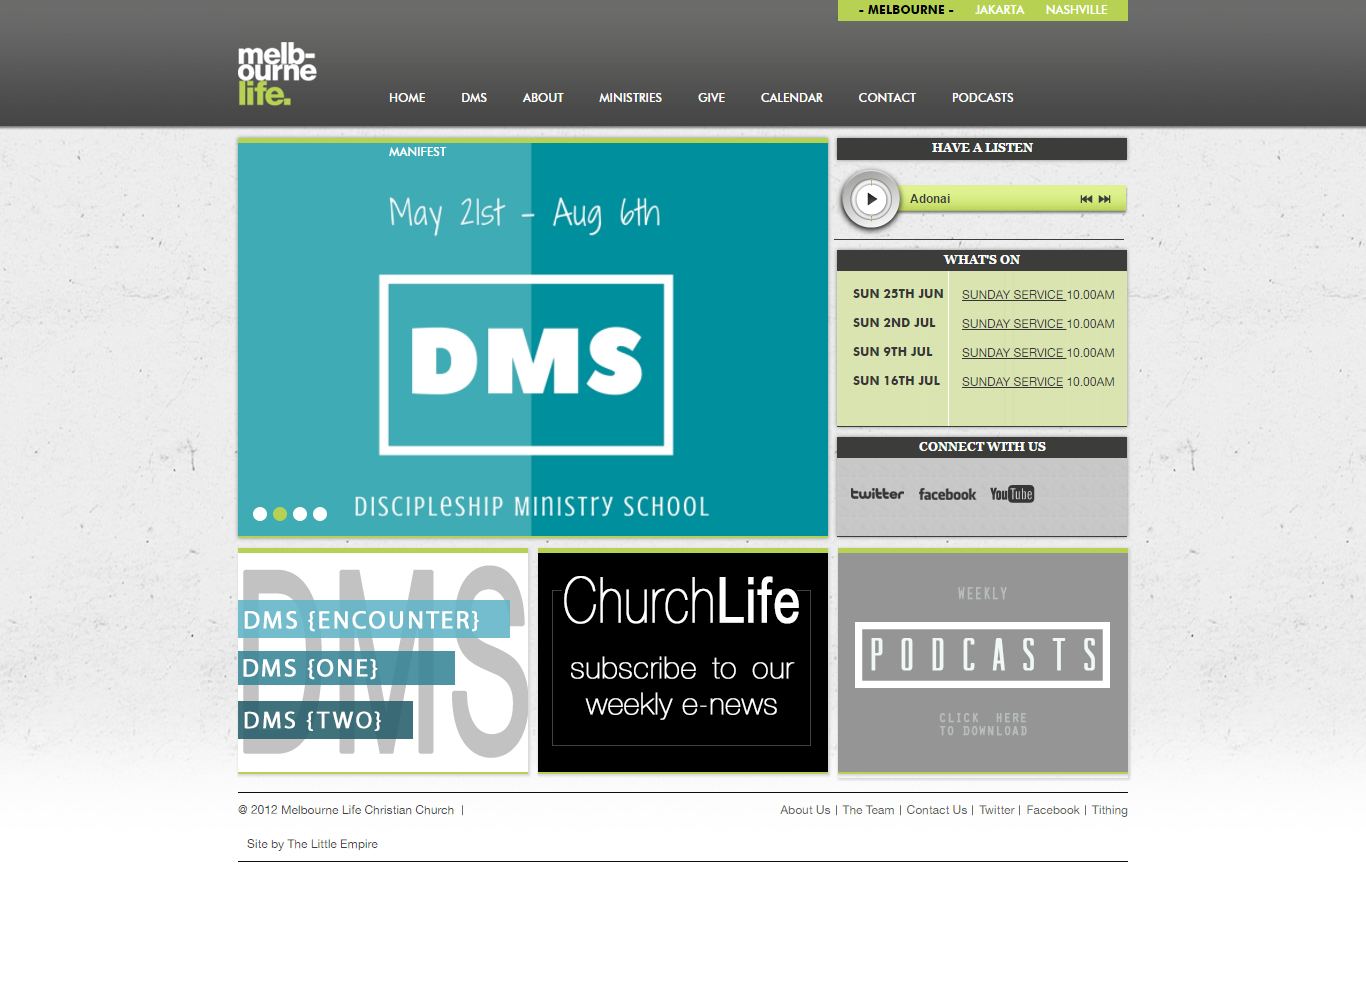 - MELBOURNE - JAKARTA NASHVILLE
melb-
ourne
life.
HOME DMS ABOUT MINISTRIES GIVE CALENDAR CONTACT PODCASTS
MANIFEST
May 21st - Aug 6th
DMS
DISCIPLESHIP MINISTRY SCHOOL
HAVE A LISTEN
Adonai
WHAT'S ON
SUN 25TH JUN SUNDAY SERVICE 10.00AM
SUN 2ND JUL SUNDAY SERVICE 10.00AM
SUN 9TH JUL SUNDAY SERVICE 10.00AM
SUN 16TH JUL SUNDAY SERVICE 10.00AM
CONNECT WITH US
twitter facebook YouTube
DMS
DMS {ENCOUNTER}
DMS {ONE}
DMS {TWO}
ChurchLife
subscribe to our
weekly e-news
WEEKLY
PODCASTS
CLICK HERE
TO DOWNLOAD
@ 2012 Melbourne Life Christian Church |
About Us | The Team | Contact Us | Twitter | Facebook | Tithing
Site by The Little Empire